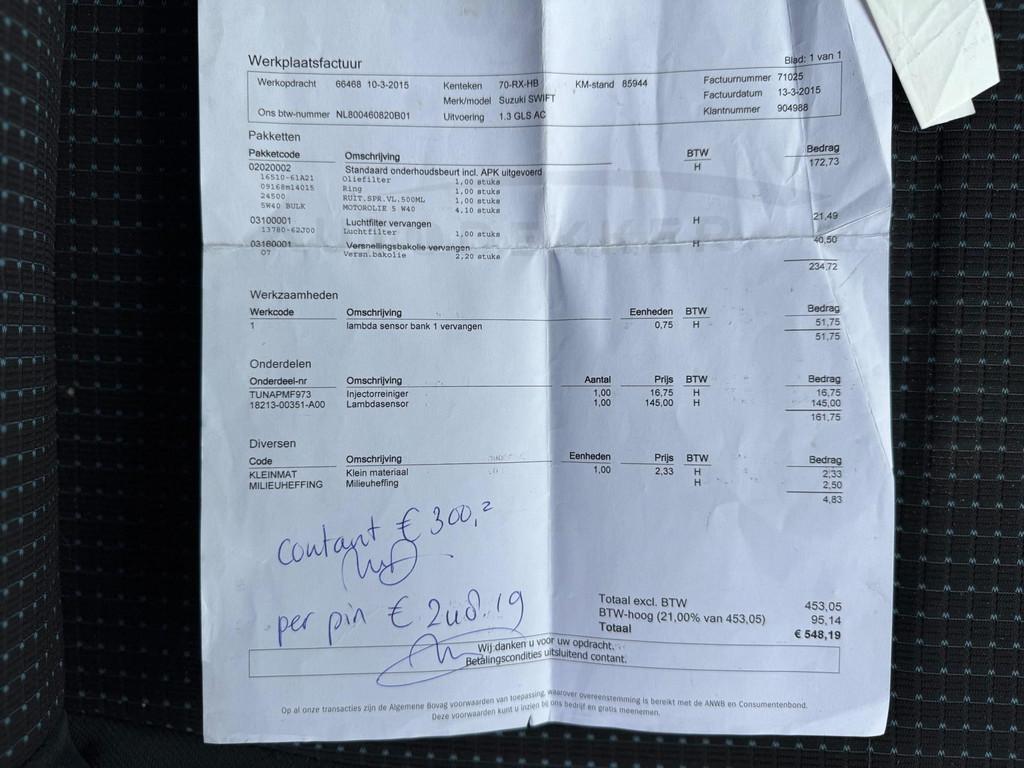 Werkplaatsfactuur
Blad: 1 van 1
Werkopdracht 66468 10-3-2015 Kenteken 70-RX-HB KM-stand 85944 Factuurnummer 71025
Merk/model Suzuki SWIFT Factuurdatum 13-3-2015
Ons btw-nummer NL800460820B01 Uitvoering 1.3 GLS AC Klantnummer 904988
Pakketten
Pakketcode Omschrijving BTW Bedrag
02020002 Standaard onderhoudsbeurt incl. APK uitgevoerd H 172,73
16510-61A21 Oliefilter 1,00 stuks
09168m14015 Ring 1,00 stuks
24500 RUIT.SPR.VL.500ML 1,00 stuks
5W40 BULK MOTOROLIE 5 W40 4,10 stuks
03100001 Luchtfilter vervangen H 21,49
13780-62J00 Luchtfilter 1,00 stuks
03160001 Versnellingsbakolie vervangen H 40,50
07 Versn.bakolie 2,20 stuks
234,72
Werkzaamheden
Werkcode Omschrijving Eenheden BTW Bedrag
1 lambda sensor bank 1 vervangen 0,75 H 51,75
51,75
Onderdelen
Onderdeel-nr Omschrijving Aantal Prijs BTW Bedrag
TUNAPMF973 Injectorreiniger 1,00 16,75 H 16,75
18213-00351-A00 Lambdasensor 1,00 145,00 H 145,00
161,75
Diversen
Code Omschrijving Eenheden Prijs BTW Bedrag
KLEINMAT Klein materiaal 1,00 2,33 H 2,33
MILIEUHEFFING Milieuheffing H 2,50
4,83
contant € 300,=
per pin € 248.19
Totaal excl. BTW 453,05
BTW-hoog (21,00% van 453,05) 95,14
Totaal € 548,19
Wij danken u voor uw opdracht.
Betalingscondities uitsluitend contant.
Op al onze transacties zijn de Algemene Bovag voorwaarden van toepassing, waarover overeenstemming is bereikt met de ANWB en Consumentenbond.
Deze voorwaarden kunt u inzien bij ons bedrijf en gratis meenemen.